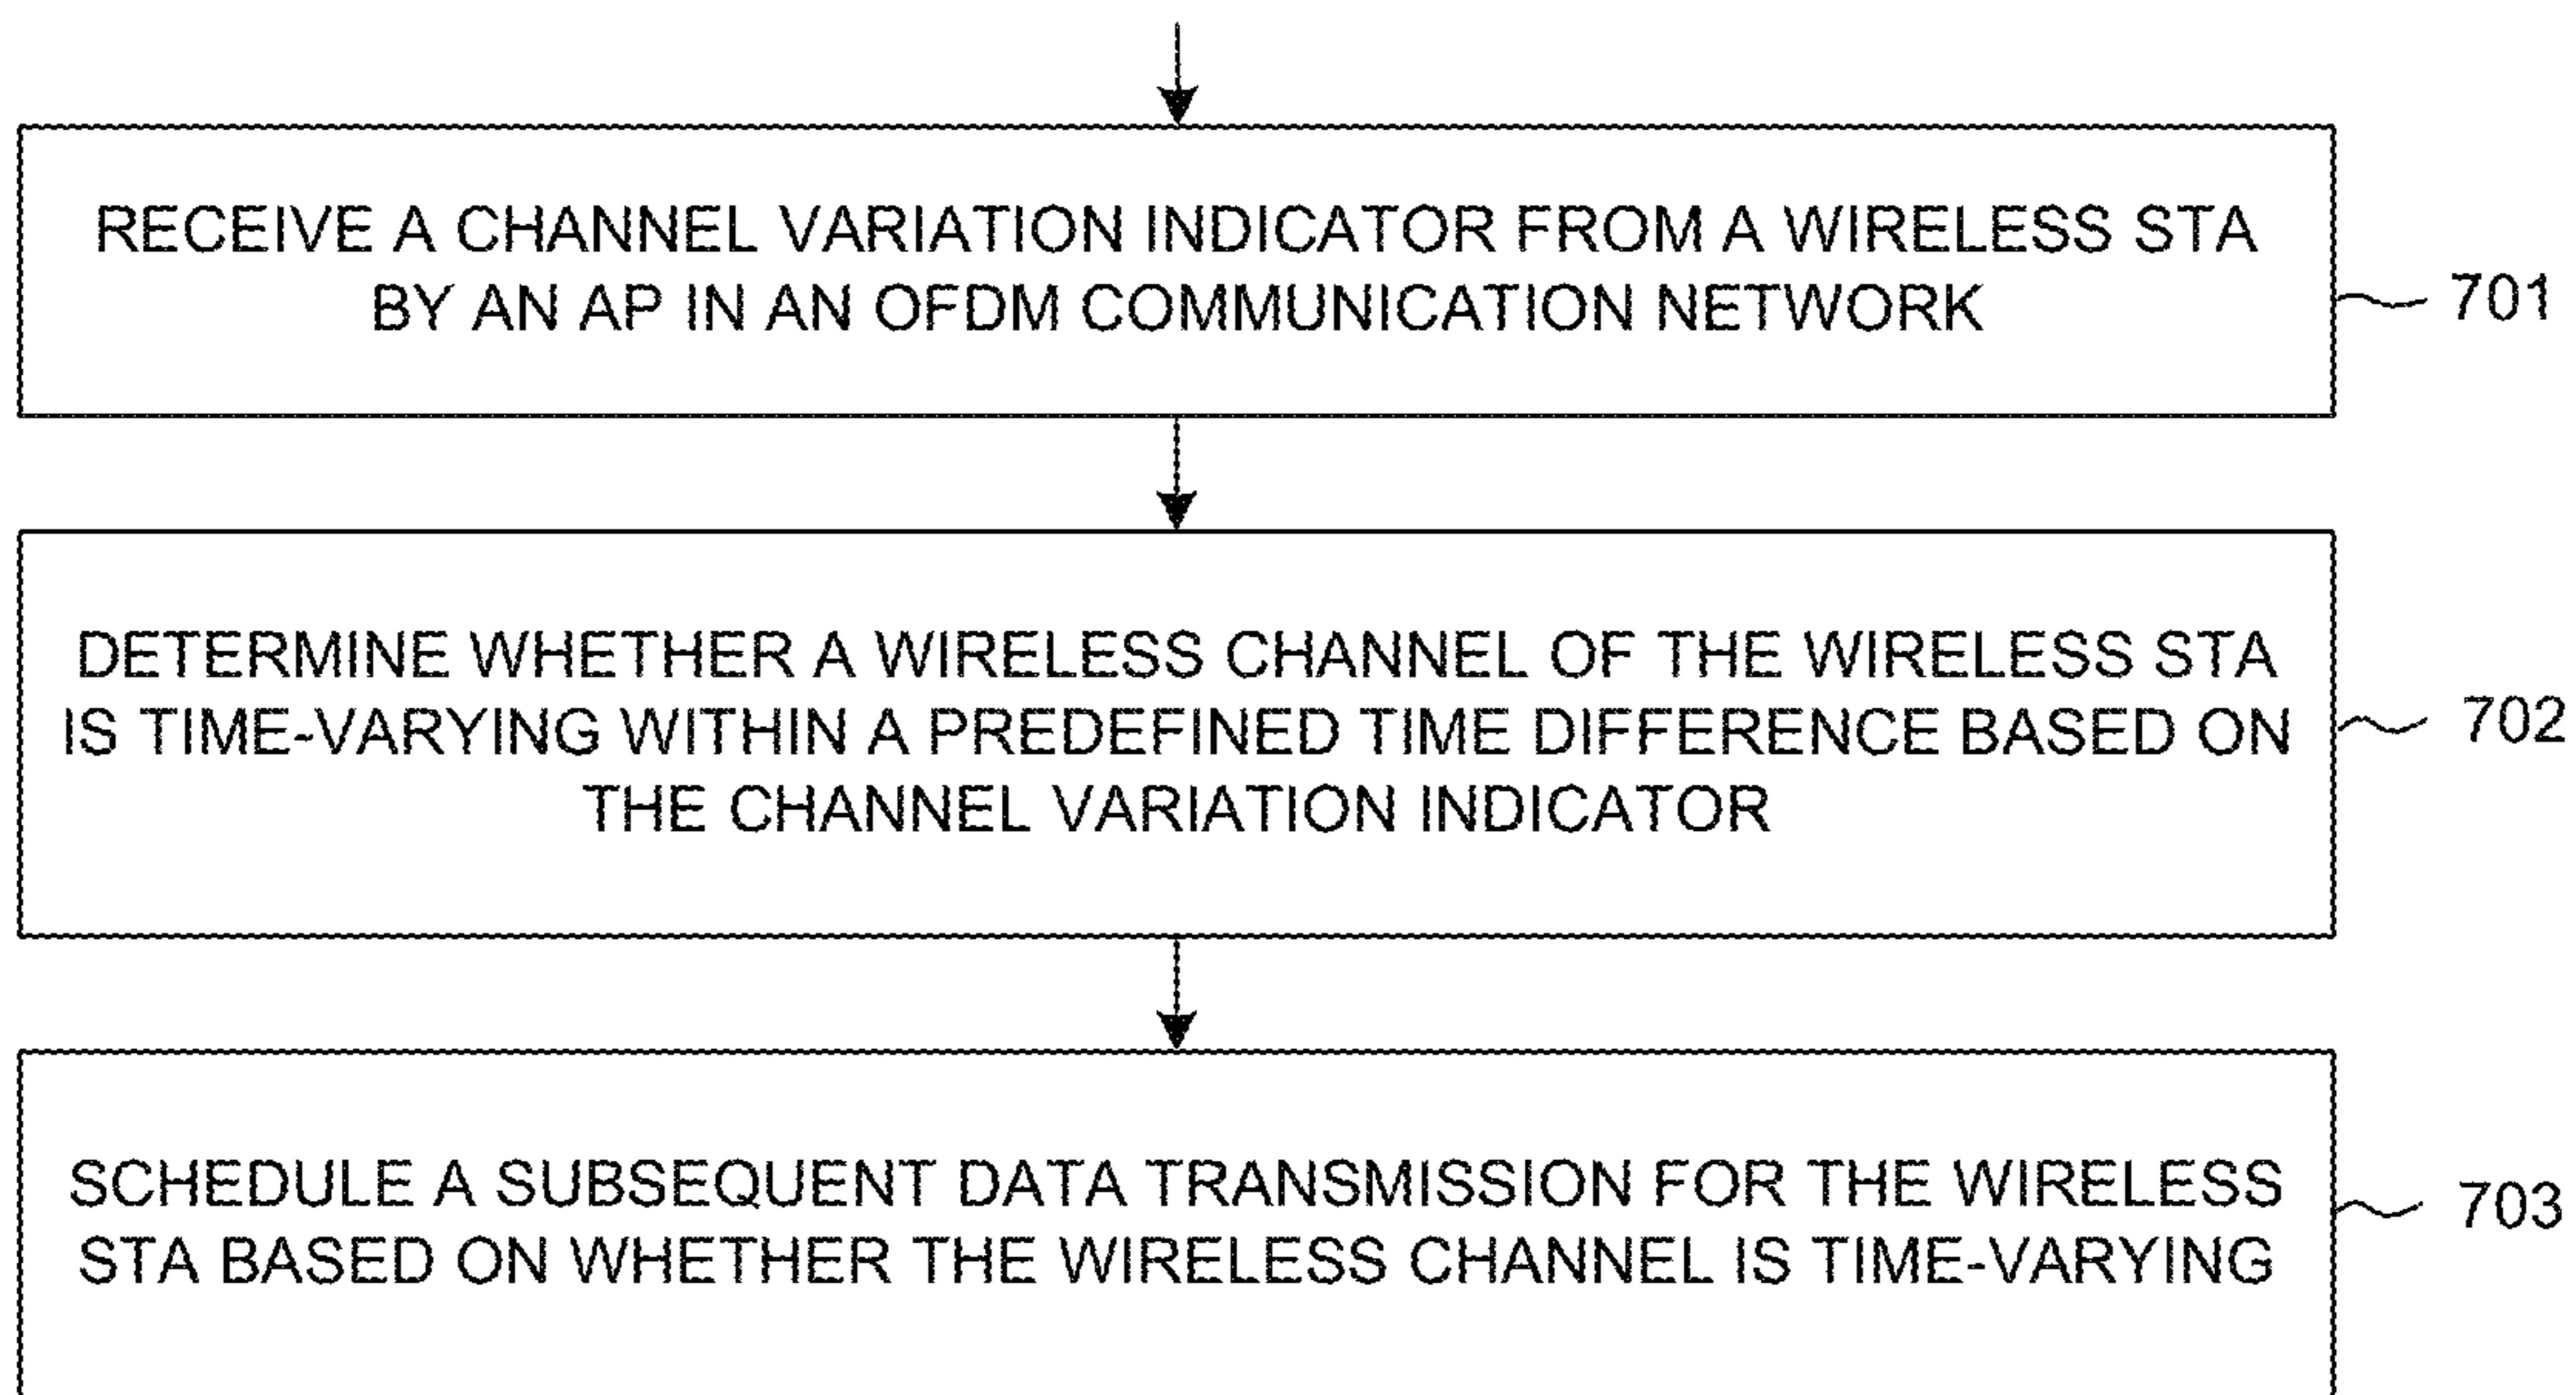 RECEIVE A CHANNEL VARIATION INDICATOR FROM A WIRELESS STA
BY AN AP IN AN OFDM COMMUNICATION NETWORK
701
DETERMINE WHETHER A WIRELESS CHANNEL OF THE WIRELESS STA
IS TIME-VARYING WITHIN A PREDEFINED TIME DIFFERENCE BASED ON
THE CHANNEL VARIATION INDICATOR
702
SCHEDULE A SUBSEQUENT DATA TRANSMISSION FOR THE WIRELESS
STA BASED ON WHETHER THE WIRELESS CHANNEL IS TIME-VARYING
703